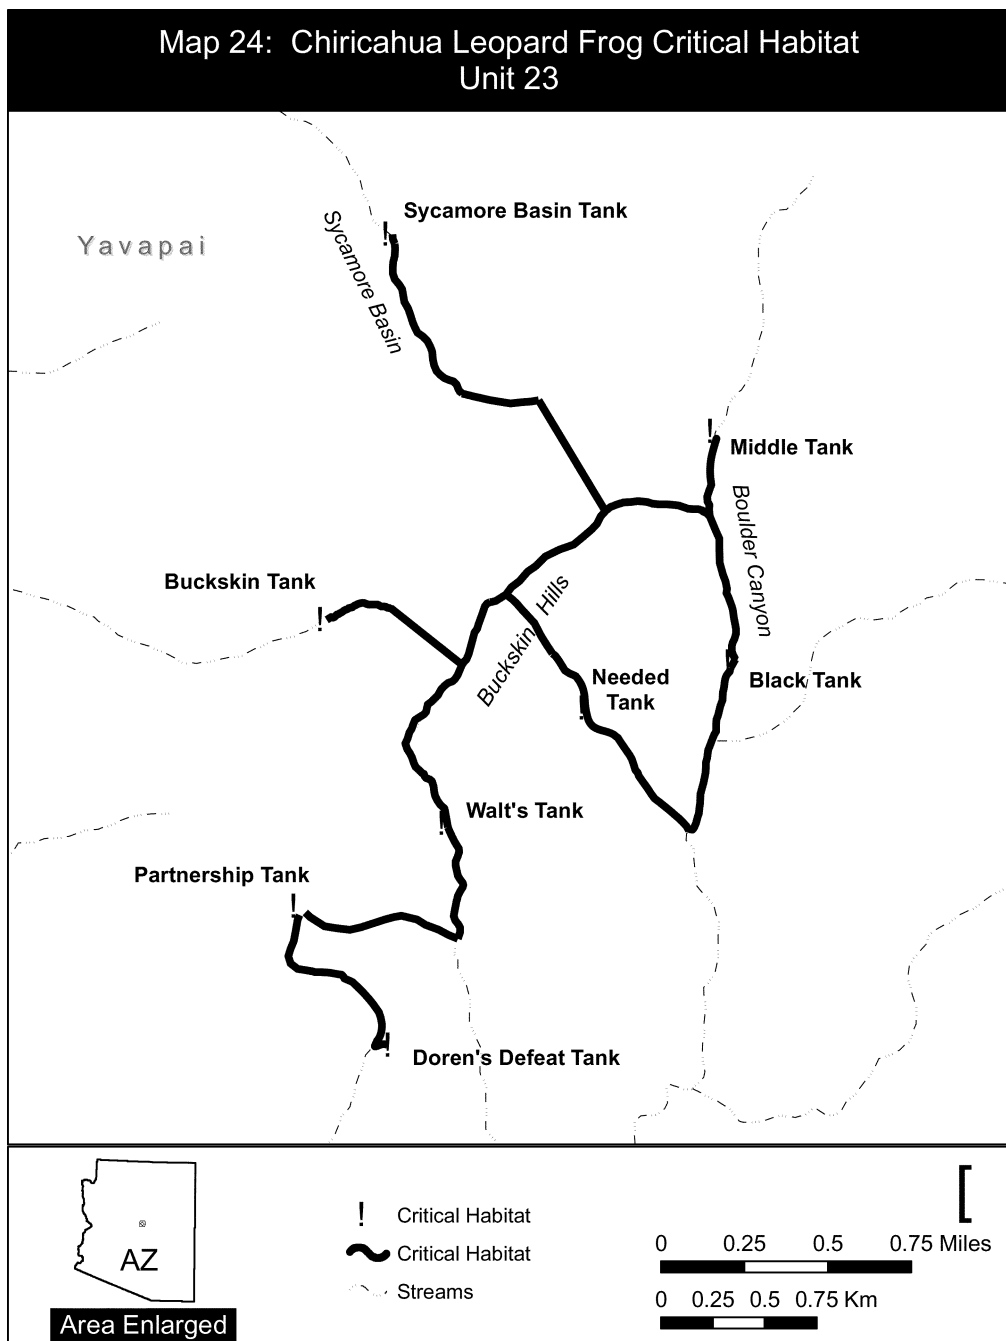 Map 24:  Chiricahua Leopard Frog Critical Habitat
Unit 23
Sycamore Basin Tank
!
Yavapai
Sycamore Basin
!
Middle Tank
Boulder Canyon
Buckskin Tank
!
Buckskin Hills
Needed
Tank
!
Black Tank
!
Walt's Tank
!
Partnership Tank
!
!
Doren's Defeat Tank
AZ
Area Enlarged
! Critical Habitat
Critical Habitat
Streams
[
0 0.25 0.5 0.75 Miles
0 0.25 0.5 0.75 Km